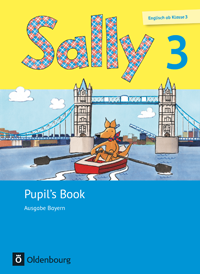 Englisch ab Klasse 3
Sally 3
Pupil's Book
Ausgabe Bayern
Oldenbourg